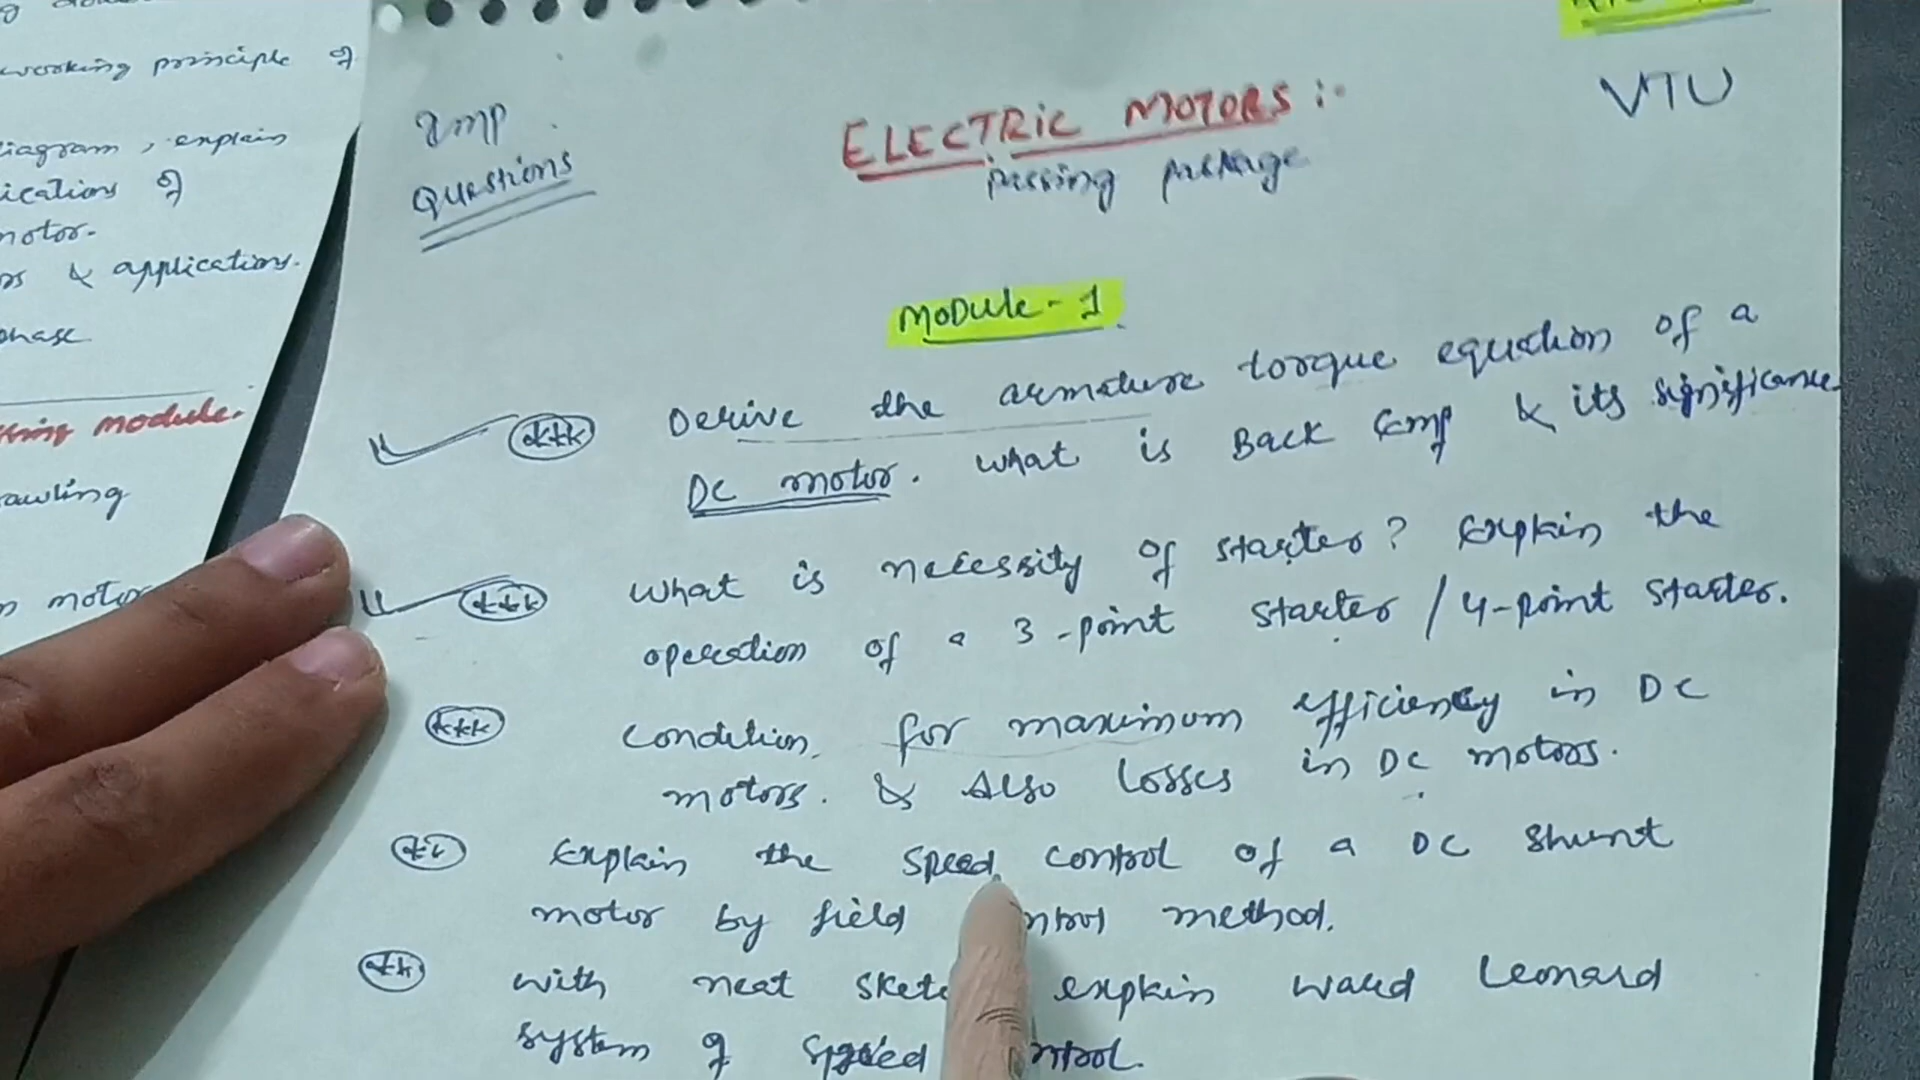 working principle of
diagram, explain
ications of
motor.
& applications.
phase
module.
awling
motor
Imp
Questions
ELECTRIC MOTORS :-
passing package
VTU
Module - 1
*** Derive the armature torque equation of a
DC motor. What is Back Emf & its significance.
*** What is necessity of starter? Explain the
operation of a 3-point starter / 4-point starter.
*** Condition for maximum efficiency in DC
motors. & Also losses in DC motors.
** Explain the speed control of a DC shunt
motor by field ntrol method.
** With neat sketc explain ward Leonard
system of speed ntrol.